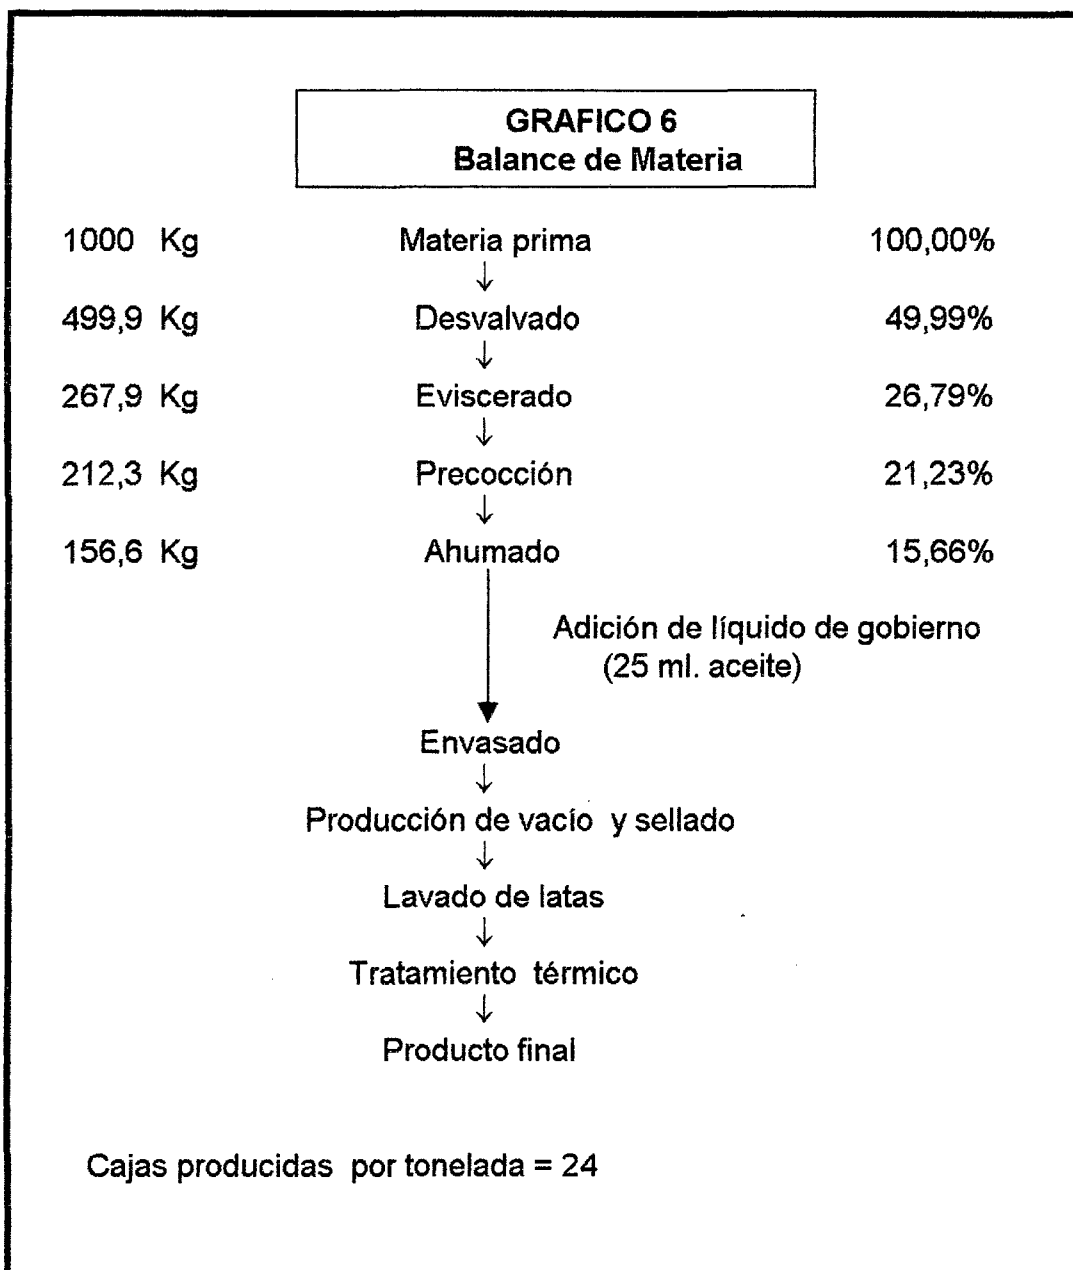 GRAFICO 6
Balance de Materia
1000 Kg Materia prima 100,00%
↓
499,9 Kg Desvalvado 49,99%
↓
267,9 Kg Eviscerado 26,79%
↓
212,3 Kg Precocción 21,23%
↓
156,6 Kg Ahumado 15,66%
Adición de líquido de gobierno
(25 ml. aceite)
↓
Envasado
↓
Producción de vacío y sellado
↓
Lavado de latas
↓
Tratamiento térmico
↓
Producto final
Cajas producidas por tonelada = 24